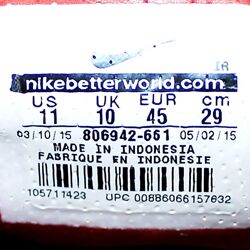 IR
nikebetterworld.com
US UK EUR cm
11 10 45 29
03/10/15 806942-661 05/02/15
MADE IN INDONESIA
FABRIQUE EN INDONESIE
105711423 UPC 00886066157632